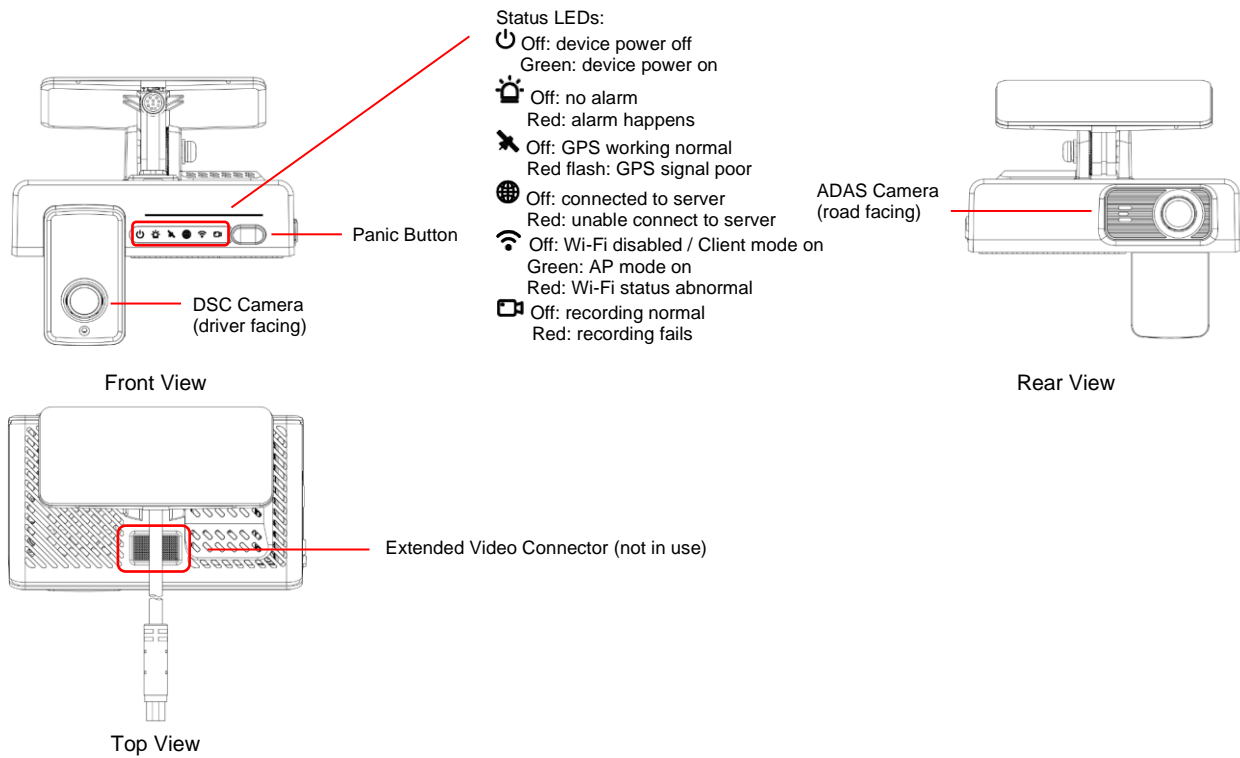 Status LEDs:
Off: device power off
Green: device power on
Off: no alarm
Red: alarm happens
Off: GPS working normal
Red flash: GPS signal poor
Off: connected to server
Red: unable connect to server
Off: Wi-Fi disabled / Client mode on
Green: AP mode on
Red: Wi-Fi status abnormal
Off: recording normal
Red: recording fails
Panic Button
DSC Camera
(driver facing)
Front View
ADAS Camera
(road facing)
Rear View
Extended Video Connector (not in use)
Top View